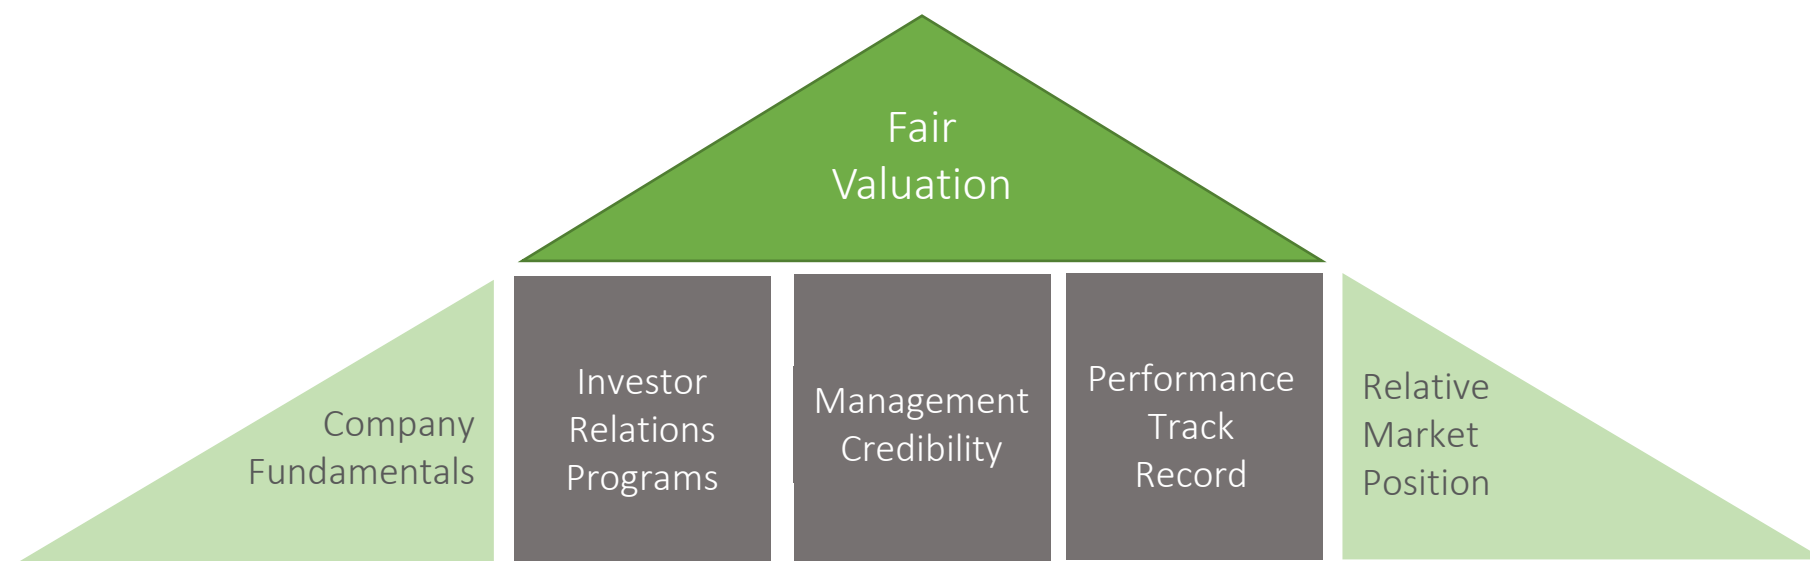 Fair
Valuation
Company
Fundamentals
Investor
Relations
Programs
Management
Credibility
Performance
Track
Record
Relative
Market
Position